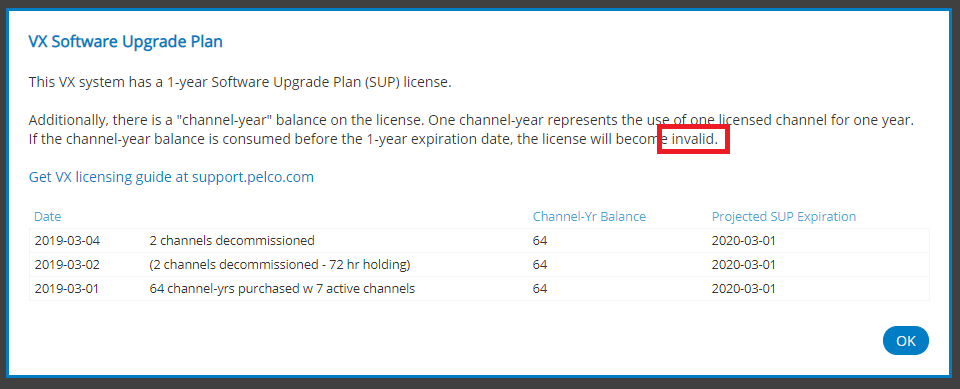 VX Software Upgrade Plan
This VX system has a 1-year Software Upgrade Plan (SUP) license.
Additionally, there is a "channel-year" balance on the license. One channel-year represents the use of one licensed channel for one year.
If the channel-year balance is consumed before the 1-year expiration date, the license will become invalid.
Get VX licensing guide at support.pelco.com
Date Channel-Yr Balance Projected SUP Expiration
2019-03-04 2 channels decommissioned 64 2020-03-01
2019-03-02 (2 channels decommissioned - 72 hr holding) 64 2020-03-01
2019-03-01 64 channel-yrs purchased w 7 active channels 64 2020-03-01
OK